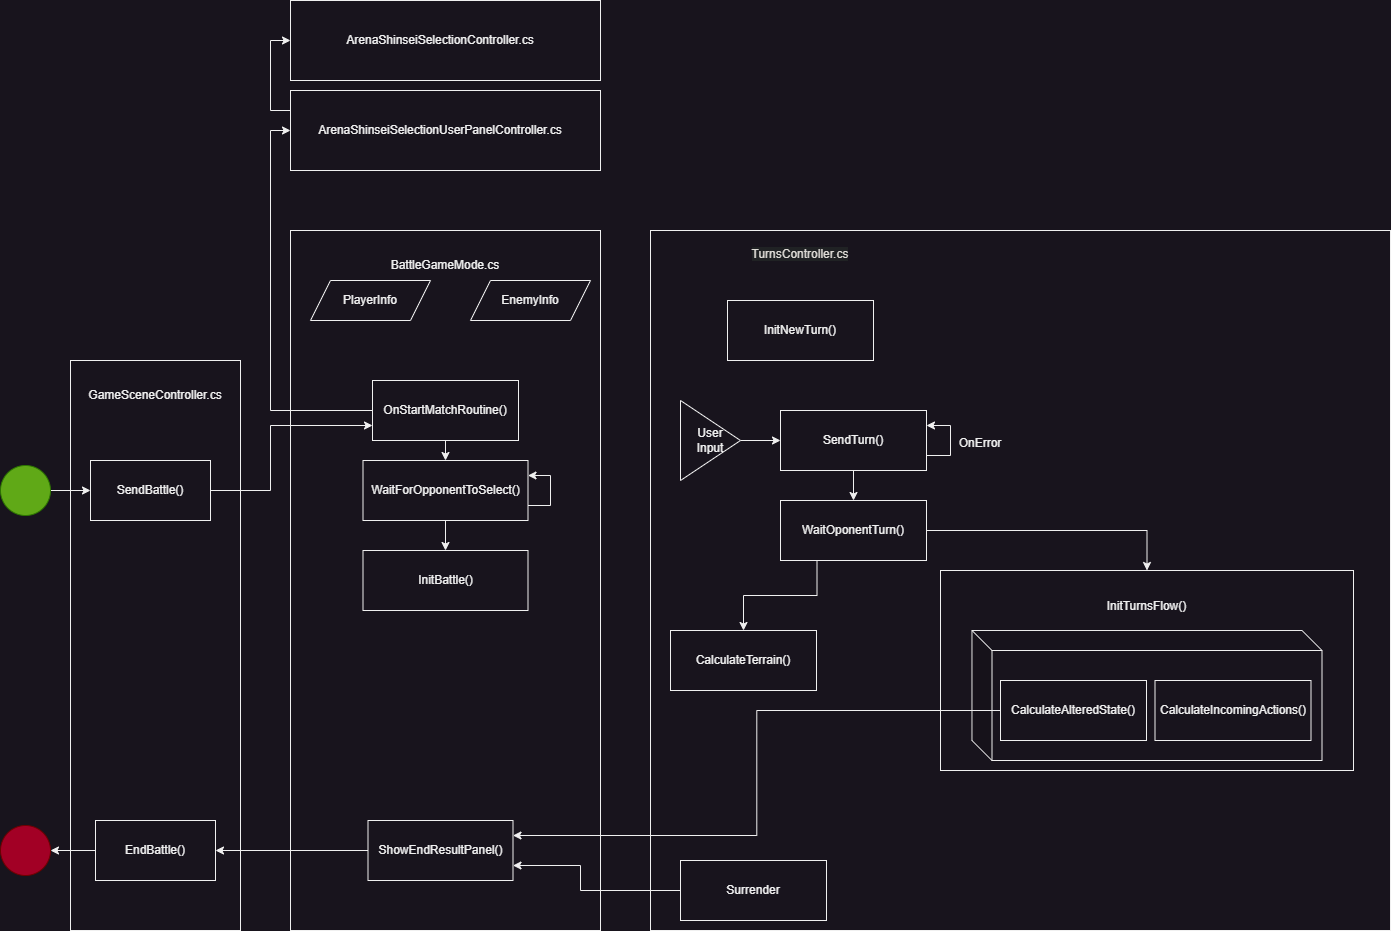 ArenaShinseiSelectionController.cs
ArenaShinseiSelectionUserPanelController.cs
BattleGameMode.cs
PlayerInfo
EnemyInfo
TurnsController.cs
InitNewTurn()
GameSceneController.cs
OnStartMatchRoutine()
User
Input
SendTurn()
OnError
SendBattle()
WaitForOpponentToSelect()
WaitOponentTurn()
InitBattle()
InitTurnsFlow()
CalculateTerrain()
CalculateAlteredState()
CalculateIncomingActions()
EndBattle()
ShowEndResultPanel()
Surrender